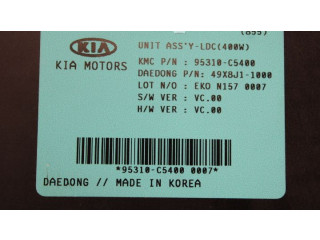 (855)
KIA
KIA MOTORS
UNIT ASS'Y-LDC(400W)
KMC P/N : 95310-C5400
DAEDONG P/N: 49X8J1-1000
LOT N/O : EKO N157 0007
S/W VER : VC.00
H/W VER : VC.00
*95310-C5400 0007*
DAEDONG // MADE IN KOREA